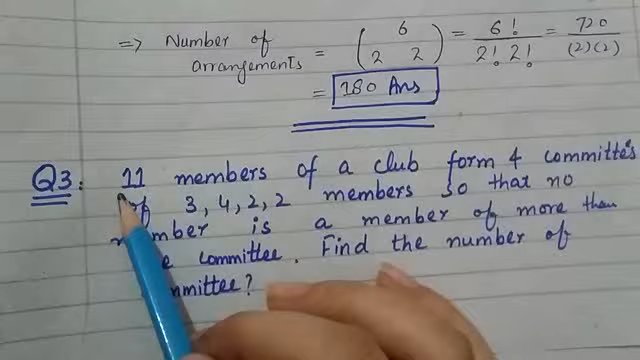 => Number of arrangements = ( 6 2 2 ) = 6! / 2! 2! = 720 / (2)(2)
= 180 Ans
Q3: 11 members of a club form 4 committe's
of 3, 4, 2, 2 members so that no
member is a member of more than
committee. Find the number of
committee?